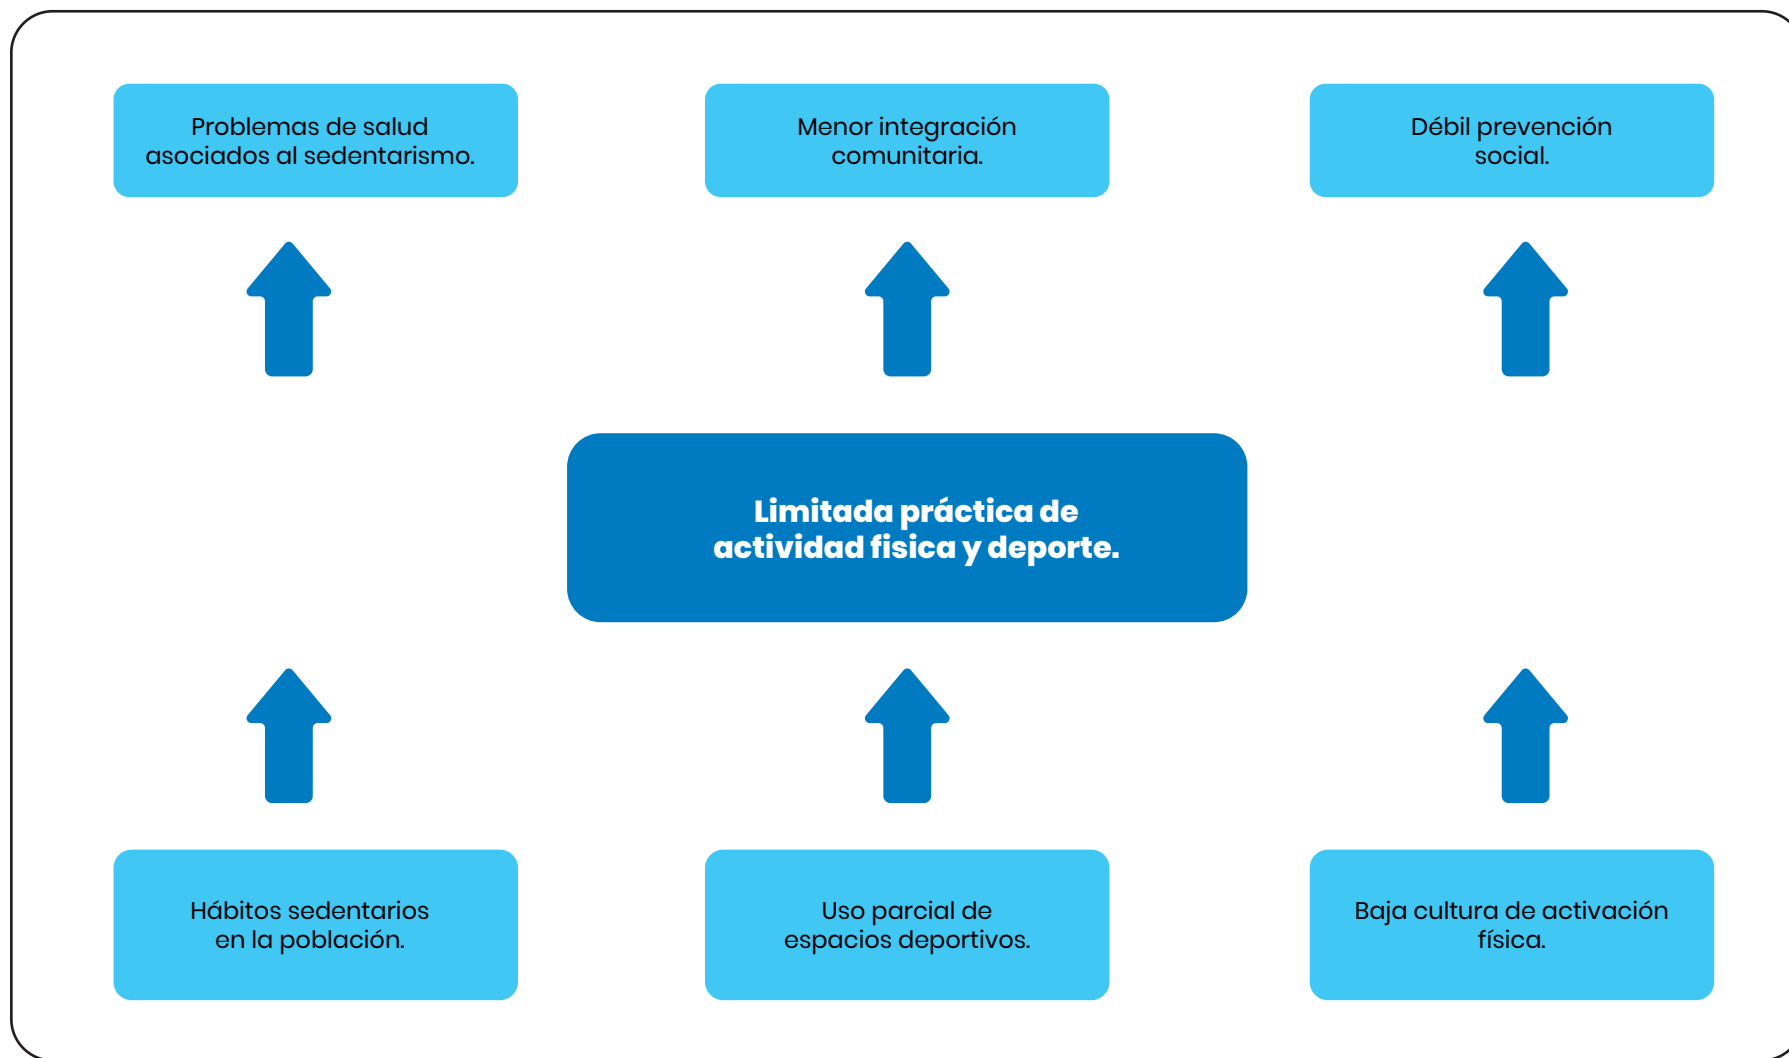 Problemas de salud
asociados al sedentarismo.
Menor integración
comunitaria.
Débil prevención
social.
Limitada práctica de
actividad fisica y deporte.
Hábitos sedentarios
en la población.
Uso parcial de
espacios deportivos.
Baja cultura de activación
física.